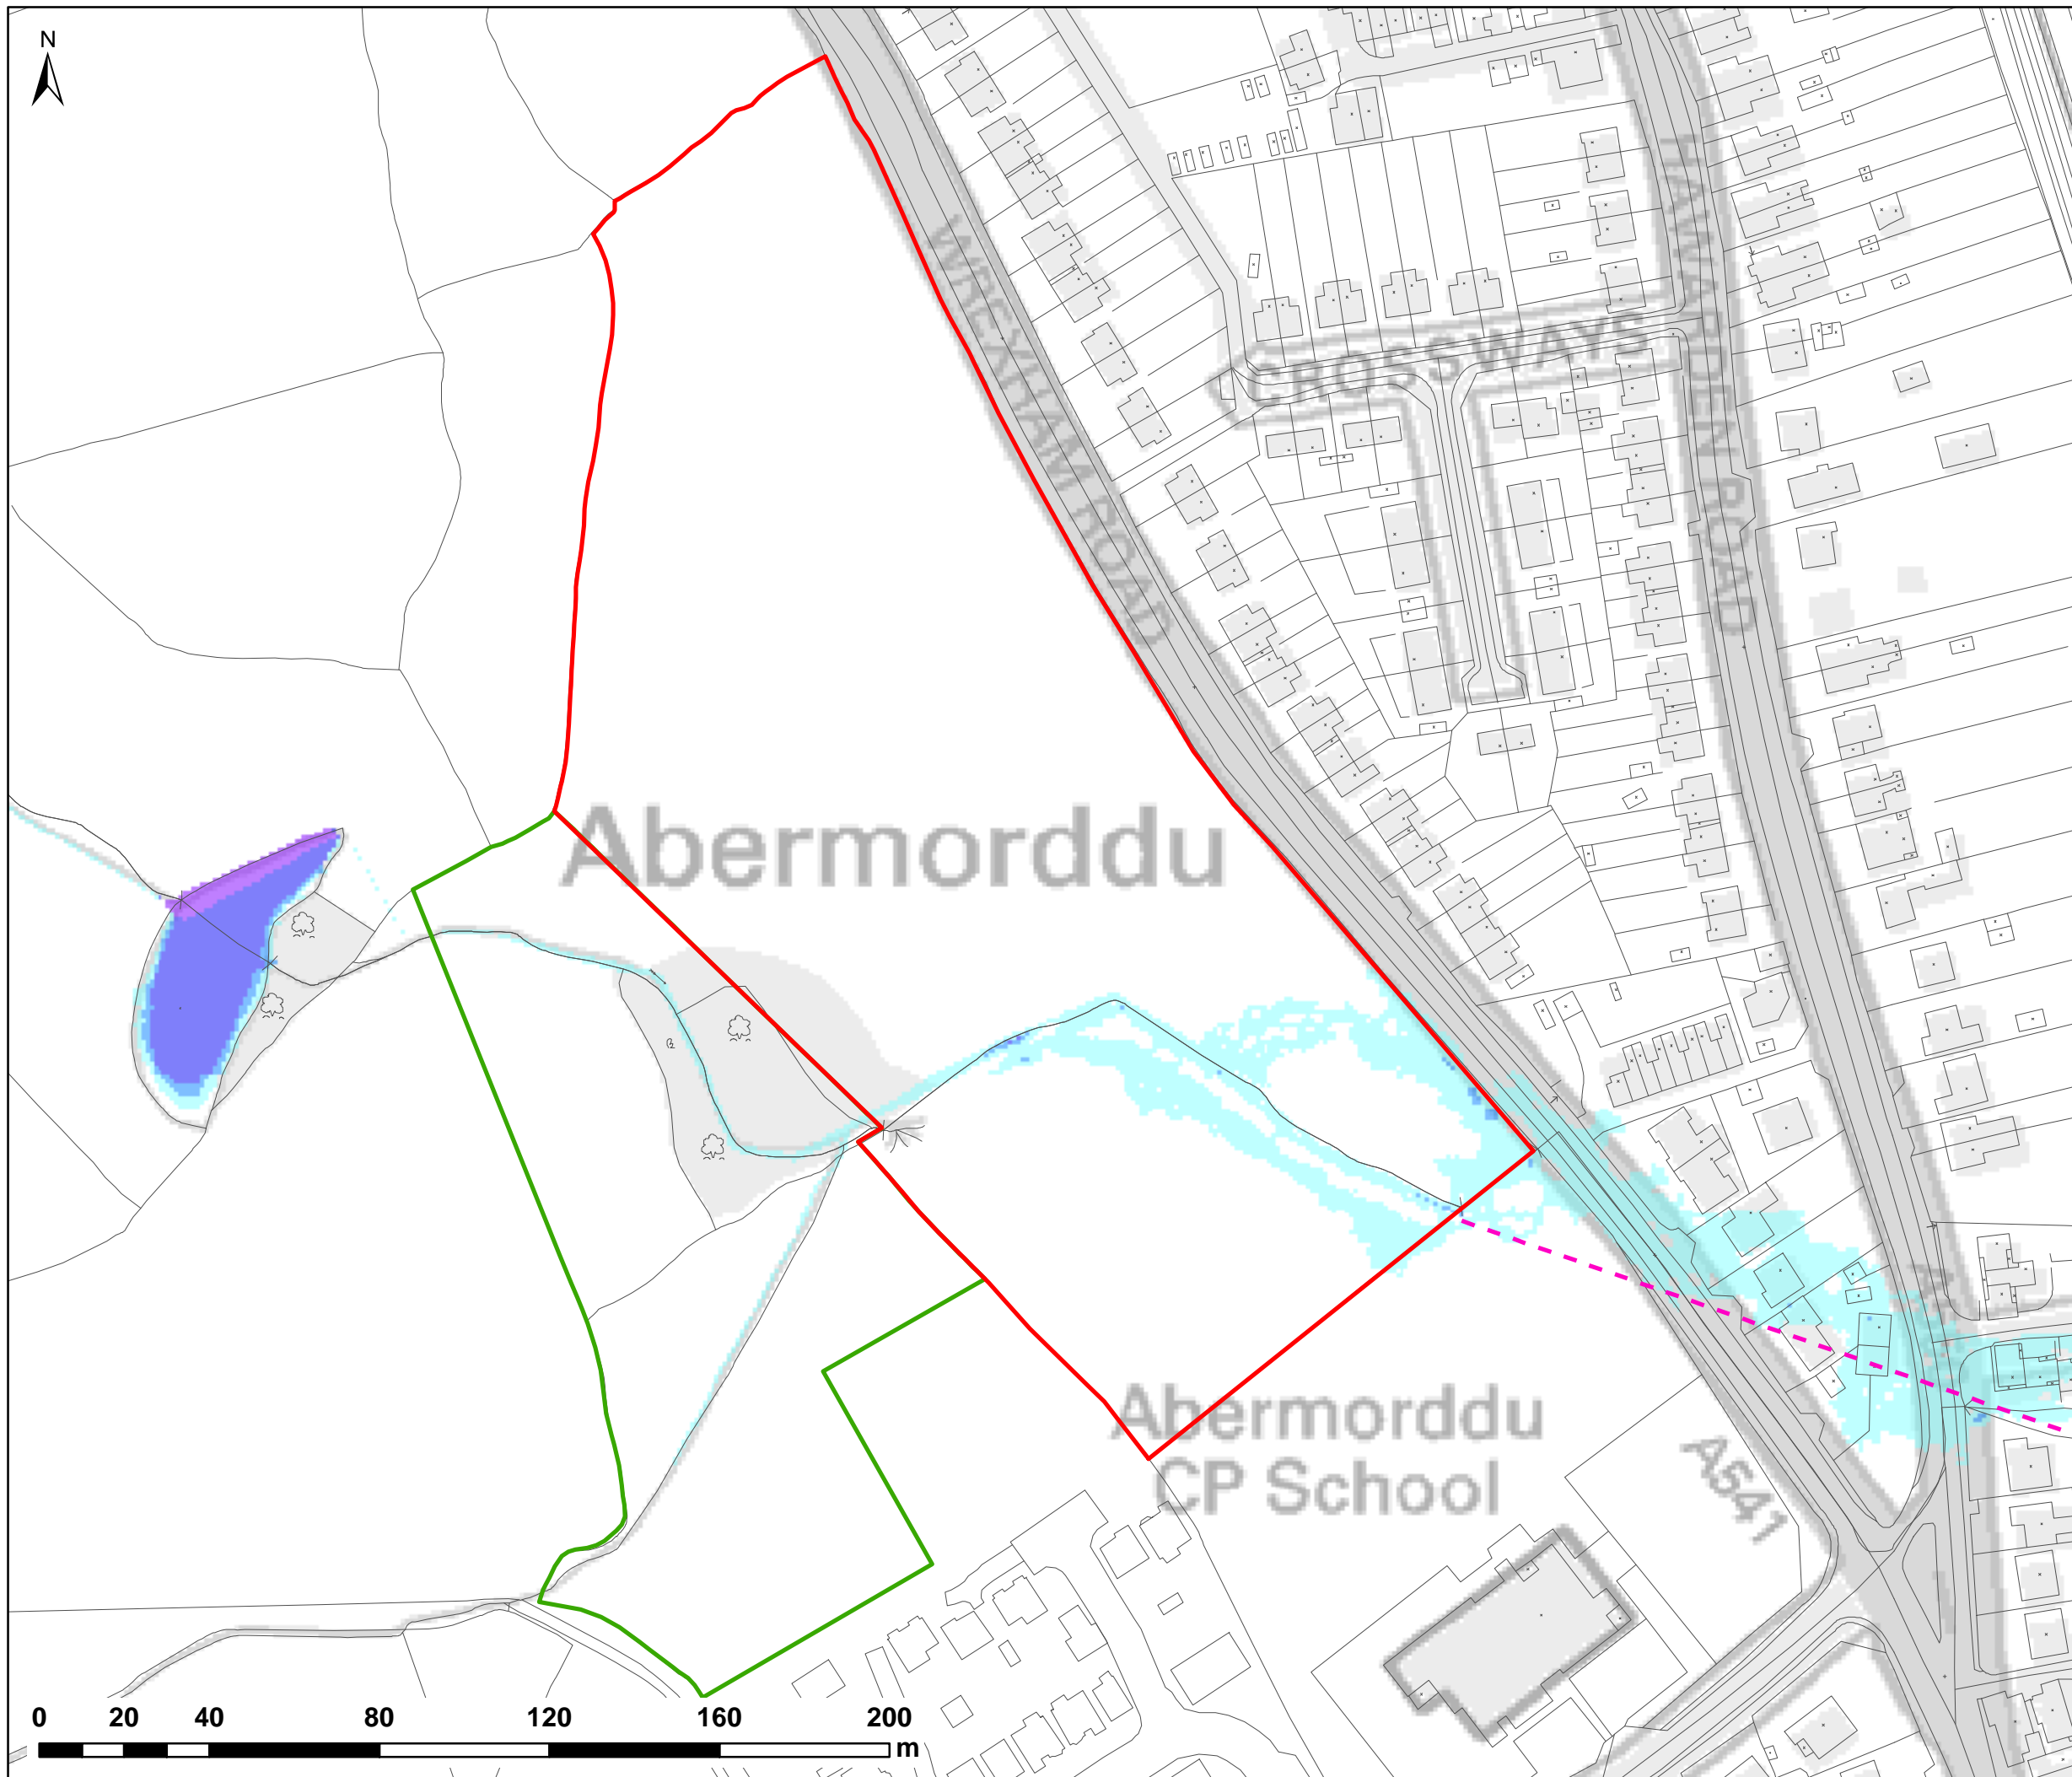 N
WREXHAM ROAD
HAWARDEN ROAD
CROSSWAYS
Abermorddu
Abermorddu
CP School
A541
0 20 40 80 120 160 200
m